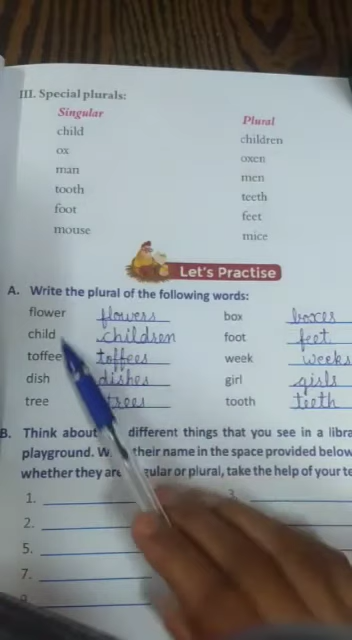 III. Special plurals:
Singular Plural
child children
ox oxen
man men
tooth teeth
foot feet
mouse mice
Let's Practise
A. Write the plural of the following words:
flower flowers box boxes
child children foot feet
toffee toffees week weeks
dish dishes girl girls
tree trees tooth teeth
B. Think about different things that you see in a
playground. their name in the space provided below
whether they are or plural, take the help of your
1. 3.
2.
5.
7.